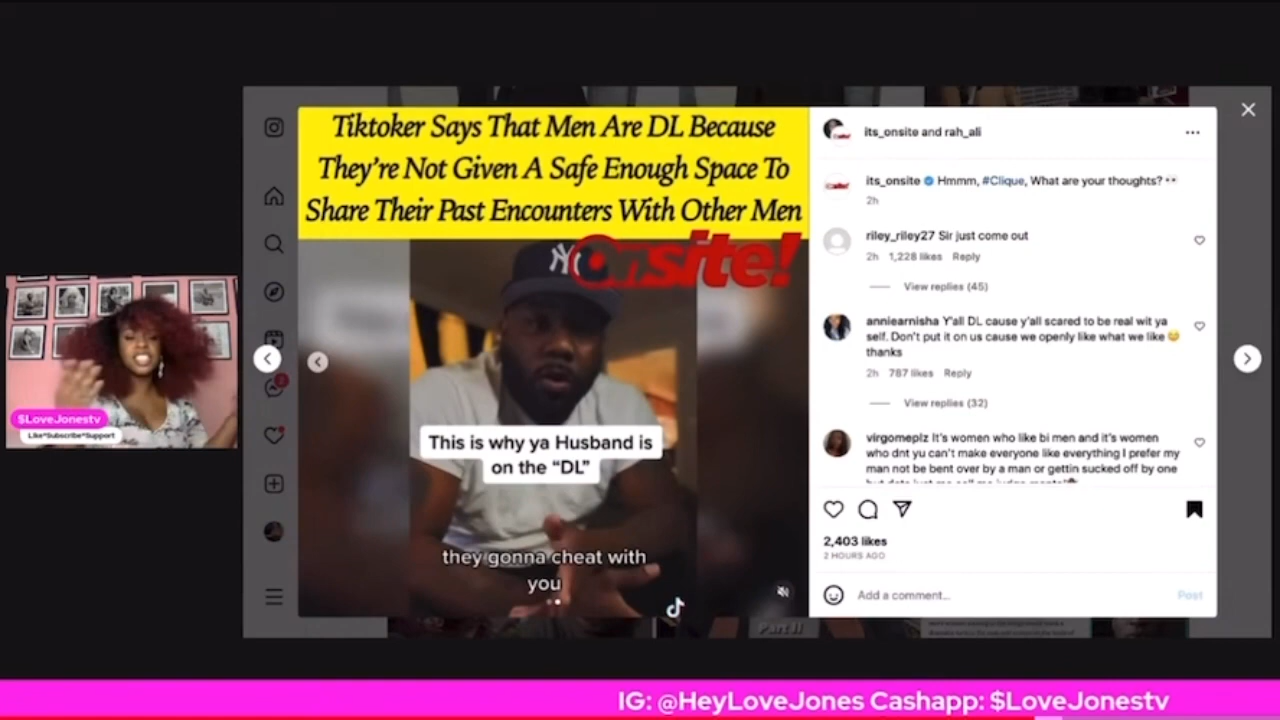 Tiktoker Says That Men Are DL Because
They're Not Given A Safe Enough Space To
Share Their Past Encounters With Other Men
Onsite!
NY
This is why ya Husband is
on the "DL"
they gonna cheat with
you
its_onsite and rah_ali
its_onsite Hmmm, #Clique, What are your thoughts? 👀
2h
riley_riley27 Sir just come out
2h 1,228 likes Reply
View replies (45)
anniearnisha Y'all DL cause y'all scared to be real wit ya
self. Don't put it on us cause we openly like what we like 😊
thanks
2h 787 likes Reply
View replies (32)
virgomeplz It's women who like bi men and it's women
who dnt yu can't make everyone like everything I prefer my
man not be bent over by a man or gettin sucked off by one
2,403 likes
2 HOURS AGO
Add a comment...
Post
$LoveJonestv
Like*Subscribe*Support
Part II
IG: @HeyLoveJones Cashapp: $LoveJonestv